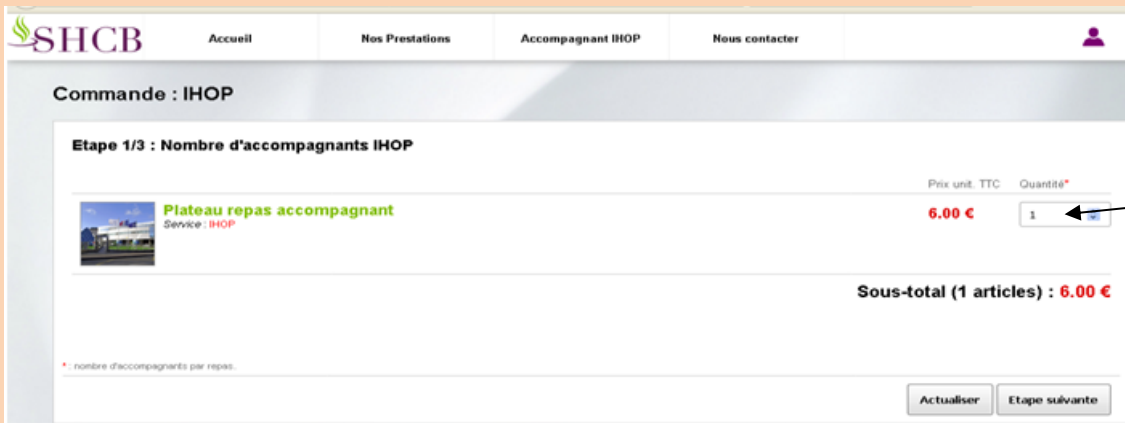 SHCB Accueil Nos Prestations Accompagnant IHOP Nous contacter
Commande : IHOP
Etape 1/3 : Nombre d'accompagnants IHOP
Prix unit. TTC Quantité*
Plateau repas accompagnant 6.00 € 1
Service : IHOP
Sous-total (1 articles) : 6.00 €
* : nombre d'accompagnants par repas.
Actualiser Etape suivante